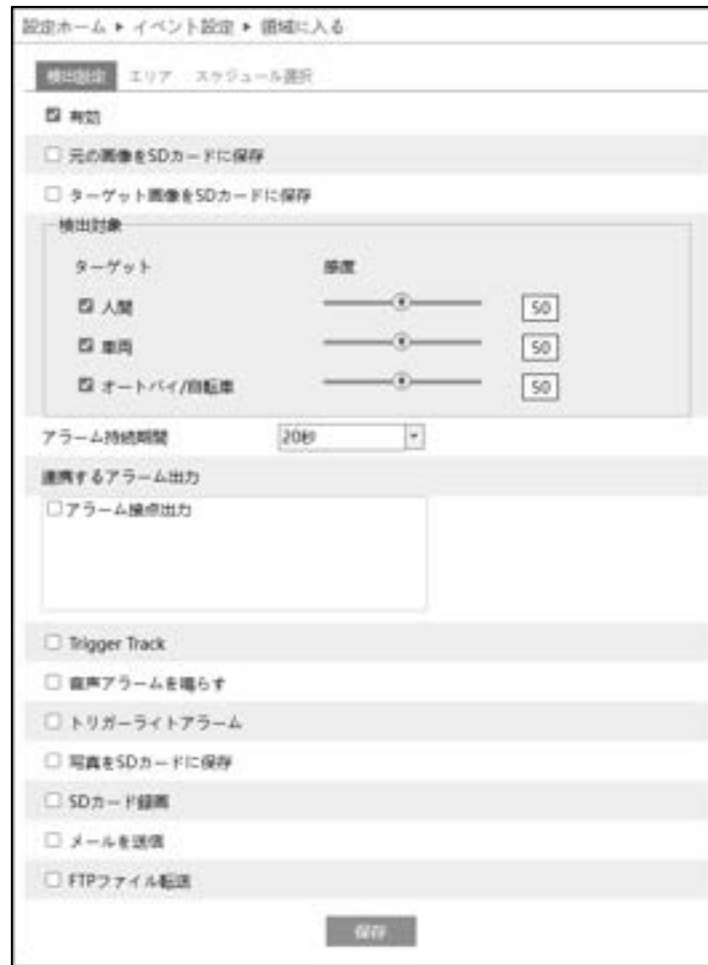 設定ホーム ▶ イベント設定 ▶ 領域に入る
検出設定 エリア スケジュール選択
有効
元の画像をSDカードに保存
ターゲット画像をSDカードに保存
検出対象
ターゲット 感度
人間 50
車両 50
オートバイ/自転車 50
アラーム持続期間 20秒
連携するアラーム出力
アラーム接点出力
Trigger Track
音声アラームを鳴らす
トリガーライトアラーム
写真をSDカードに保存
SDカード録画
メールを送信
FTPファイル転送
保存